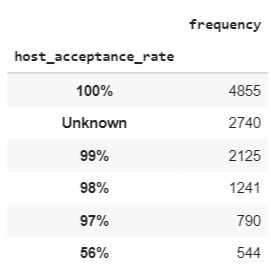 frequency
host_acceptance_rate
100% 4855
Unknown 2740
99% 2125
98% 1241
97% 790
56% 544